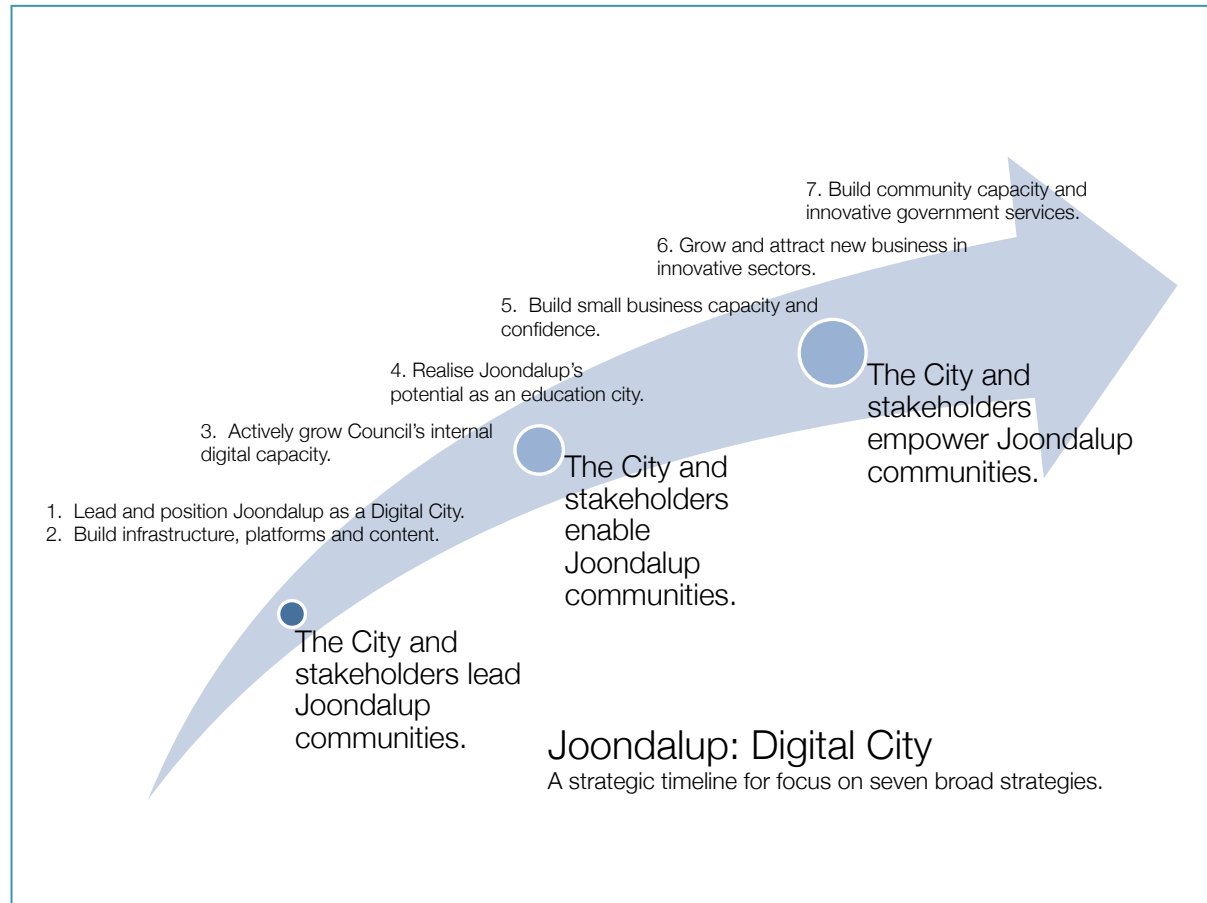 7. Build community capacity and
innovative government services.
6. Grow and attract new business in
innovative sectors.
5.  Build small business capacity and
confidence.
4. Realise Joondalup’s
potential as an education city.
The City and
stakeholders
empower Joondalup
communities.
3.  Actively grow Council’s internal
digital capacity.
The City and
stakeholders
enable
Joondalup
communities.
1.  Lead and position Joondalup as a Digital City.
2.  Build infrastructure, platforms and content.
The City and
stakeholders lead
Joondalup
communities.
Joondalup: Digital City
A strategic timeline for focus on seven broad strategies.